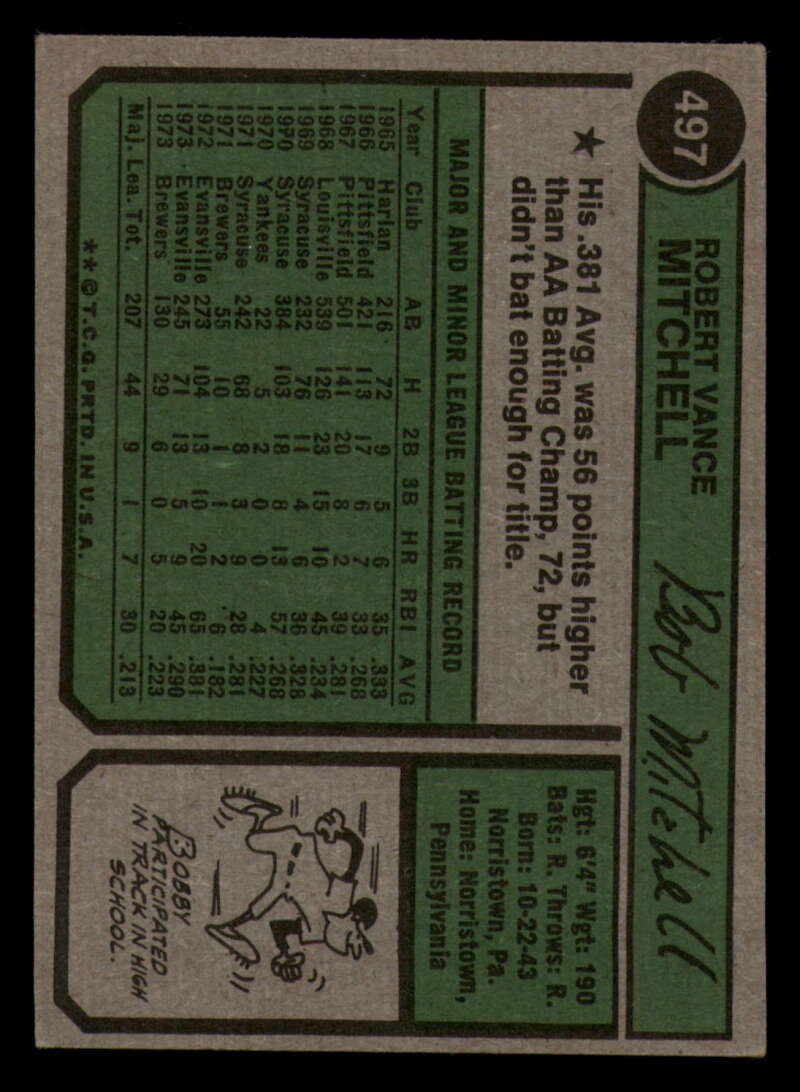 497
ROBERT VANCE
MITCHELL
Bob Mitchell
★ His .381 Avg. was 56 points higher
than AA Batting Champ, 72, but
didn't bat enough for title.
MAJOR AND MINOR LEAGUE BATTING RECORD
Year Club AB H 2B 3B HR RBI AVG
1965 Harlan 216 72 9 5 6 35 .333
1966 Pittsfield 421 113 17 6 7 33 .268
1967 Pittsfield 501 141 20 8 2 39 .281
1968 Louisville 539 126 23 15 10 45 .234
1969 Syracuse 232 76 11 4 6 36 .328
1970 Syracuse 384 103 18 8 13 57 .268
1970 Yankees 22 5 2 0 0 4 .227
1971 Syracuse 242 68 8 3 9 28 .281
1971 Brewers 55 10 1 1 2 6 .182
1972 Evansville 273 104 13 10 20 65 .381
1973 Evansville 245 71 13 5 9 45 .290
1973 Brewers 130 29 6 0 5 20 .223
Maj. Lea. Tot. 207 44 9 1 7 30 .213
**©T.C.G. PRTD. IN U.S.A.
Hgt: 6'4" Wgt: 190
Bats: R. Throws: R.
Born: 10-22-43
Norristown, Pa.
Home: Norristown,
Pennsylvania
BOBBY
PARTICIPATED
IN TRACK IN HIGH
SCHOOL.